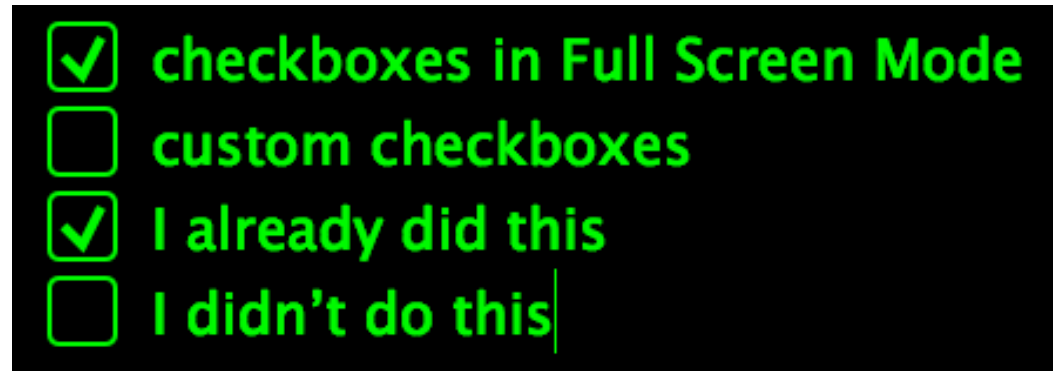 checkboxes in Full Screen Mode
custom checkboxes
I already did this
I didn’t do this